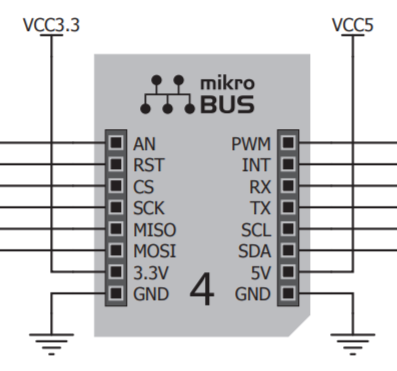 VCC3.3 VCC5
mikro
BUS
AN PWM
RST INT
CS RX
SCK TX
MISO SCL
MOSI SDA
3.3V 5V
GND 4 GND